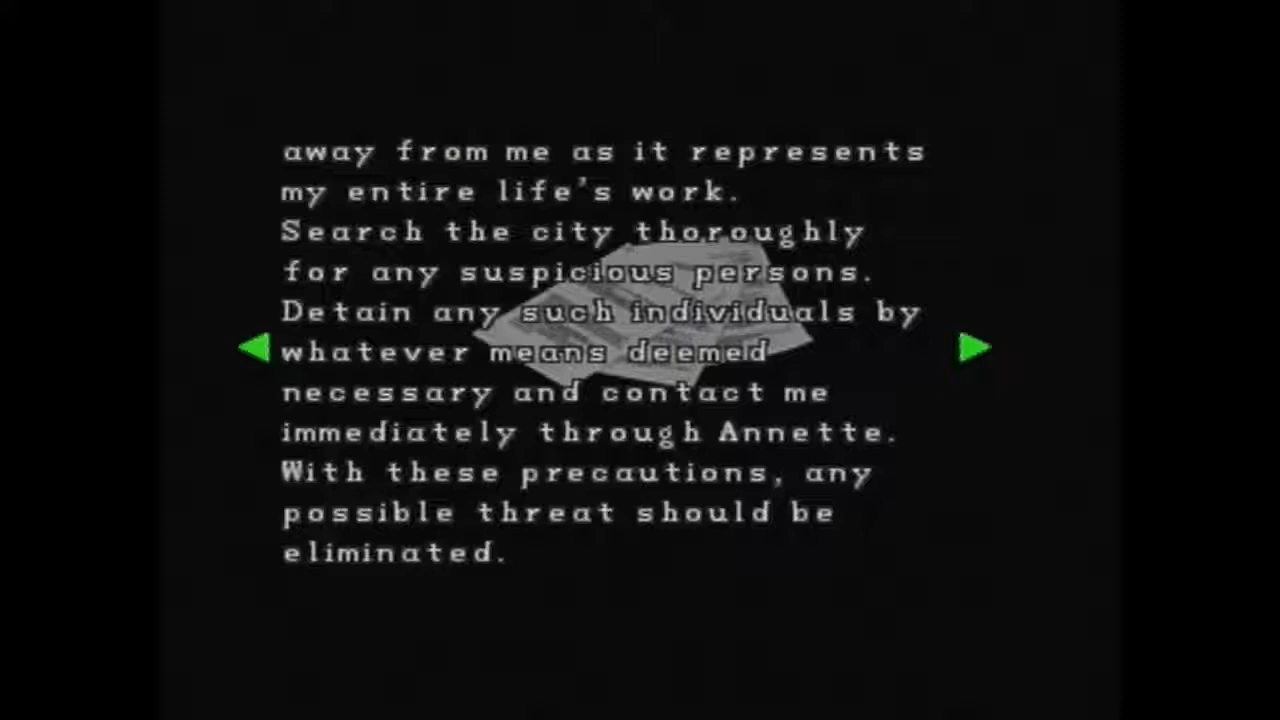 away from me as it represents
my entire life's work.
Search the city thoroughly
for any suspicious persons.
Detain any such individuals by
whatever means deemed
necessary and contact me
immediately through Annette.
With these precautions, any
possible threat should be
eliminated.